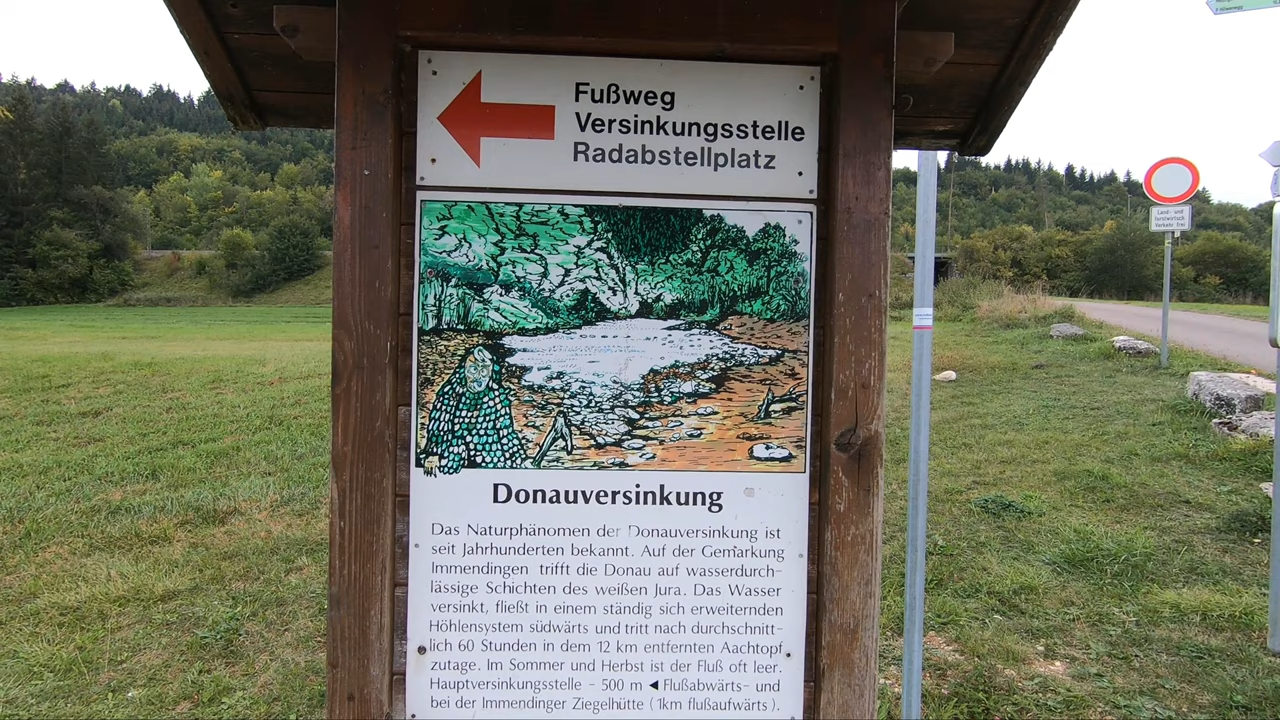 Fußweg
Versinkungsstelle
Radabstellplatz
Donauversinkung
Das Naturphänomen der Donauversinkung ist
seit Jahrhunderten bekannt. Auf der Gemarkung
Immendingen trifft die Donau auf wasserdurch-
lässige Schichten des weißen Jura. Das Wasser
versinkt, fließt in einem ständig sich erweiternden
Höhlensystem südwärts und tritt nach durchschnitt-
lich 60 Stunden in dem 12 km entfernten Aachtopf
zutage. Im Sommer und Herbst ist der Fluß oft leer.
Hauptversinkungsstelle - 500 m ◄ Flußabwärts- und
bei der Immendinger Ziegelhütte (1km flußaufwärts).
Land- und
forstwirtsch.
Verkehr frei